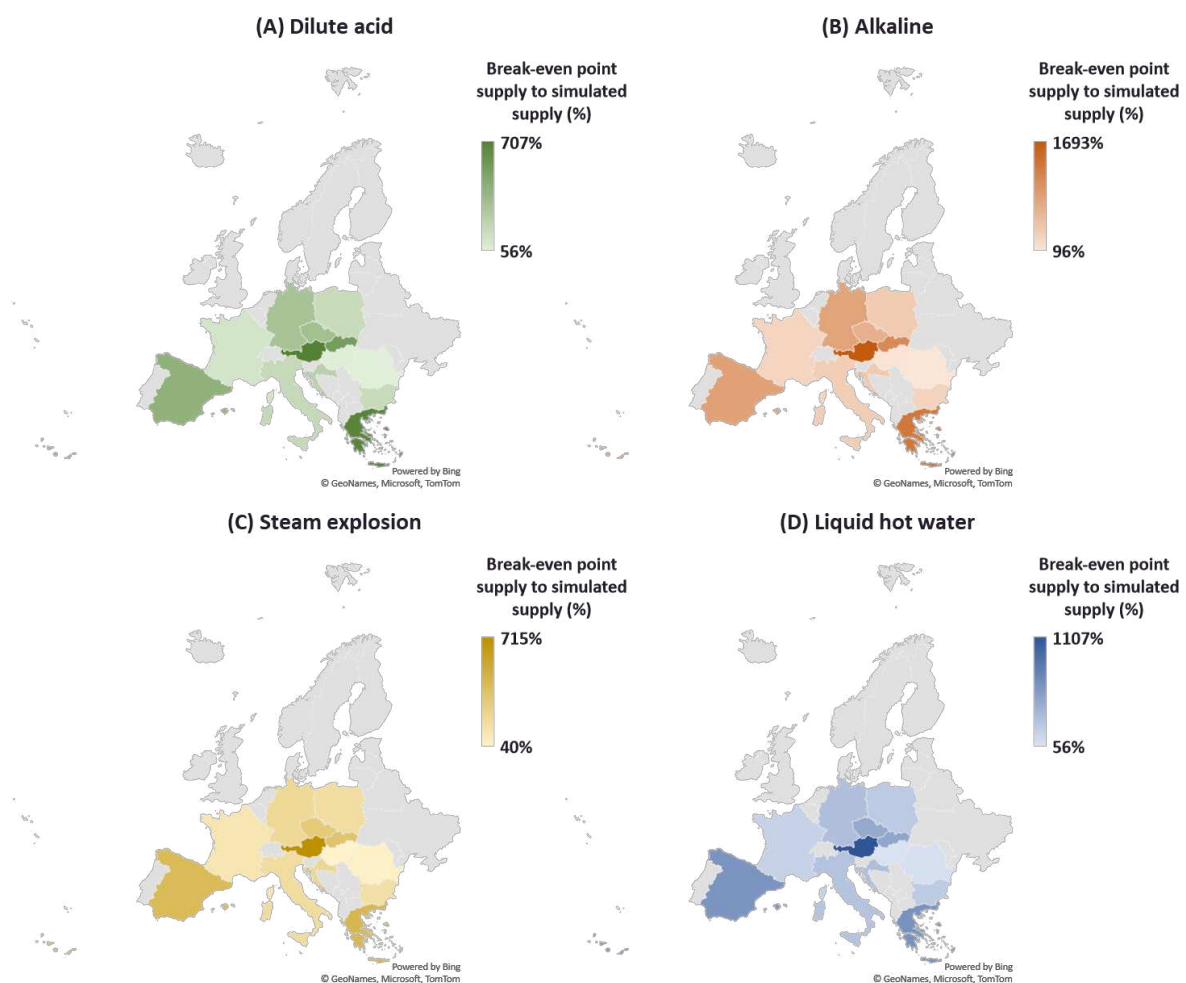 (A) Dilute acid
Break-even point
supply to simulated
supply (%)
707%
56%
Powered by Bing
© GeoNames, Microsoft, TomTom
(B) Alkaline
Break-even point
supply to simulated
supply (%)
1693%
96%
Powered by Bing
© GeoNames, Microsoft, TomTom
(C) Steam explosion
Break-even point
supply to simulated
supply (%)
715%
40%
Powered by Bing
© GeoNames, Microsoft, TomTom
(D) Liquid hot water
Break-even point
supply to simulated
supply (%)
1107%
56%
Powered by Bing
© GeoNames, Microsoft, TomTom